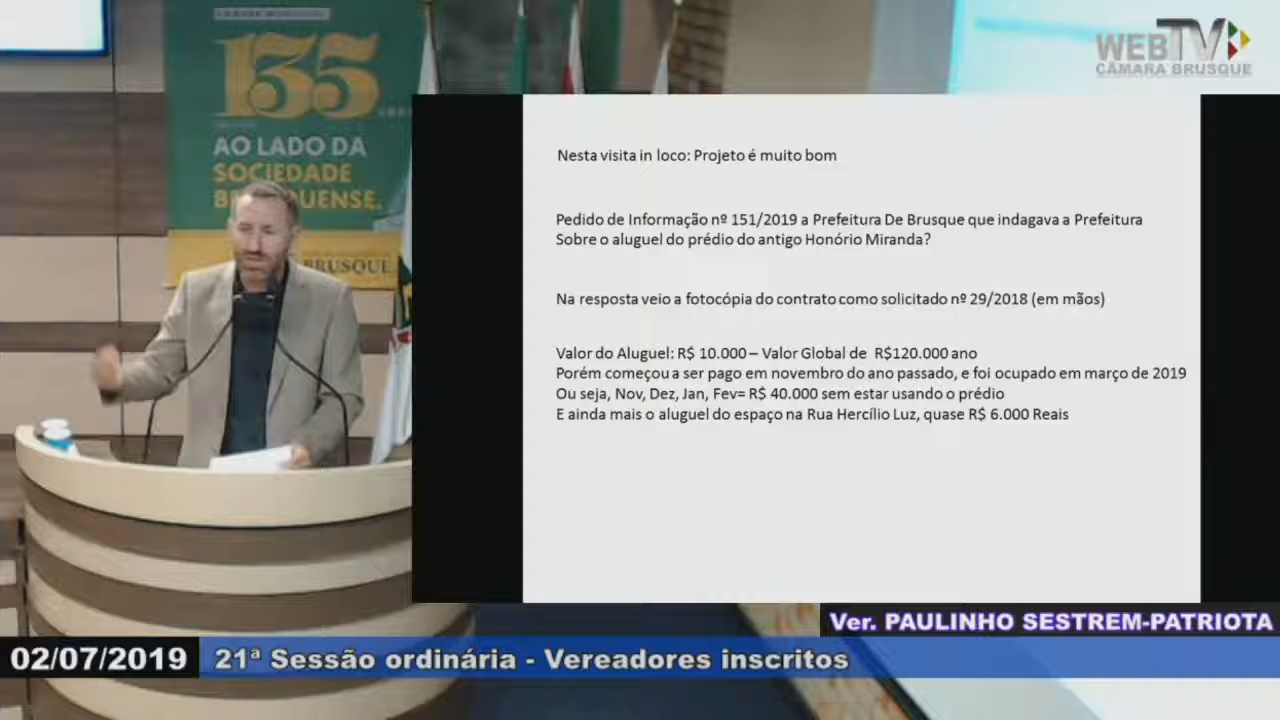 CÂMARA MUNICIPAL
135
AO LADO DA
SOCIEDADE
BRUSQUENSE.
BRUSQUE
WEBTV
CÂMARA BRUSQUE
Nesta visita in loco: Projeto é muito bom
Pedido de Informação nº 151/2019 a Prefeitura De Brusque que indagava a Prefeitura
Sobre o aluguel do prédio do antigo Honório Miranda?
Na resposta veio a fotocópia do contrato como solicitado nº 29/2018 (em mãos)
Valor do Aluguel: R$ 10.000 – Valor Global de R$120.000 ano
Porém começou a ser pago em novembro do ano passado, e foi ocupado em março de 2019
Ou seja, Nov, Dez, Jan, Fev= R$ 40.000 sem estar usando o prédio
E ainda mais o aluguel do espaço na Rua Hercílio Luz, quase R$ 6.000 Reais
Ver. PAULINHO SESTREM-PATRIOTA
02/07/2019 21ª Sessão ordinária - Vereadores inscritos